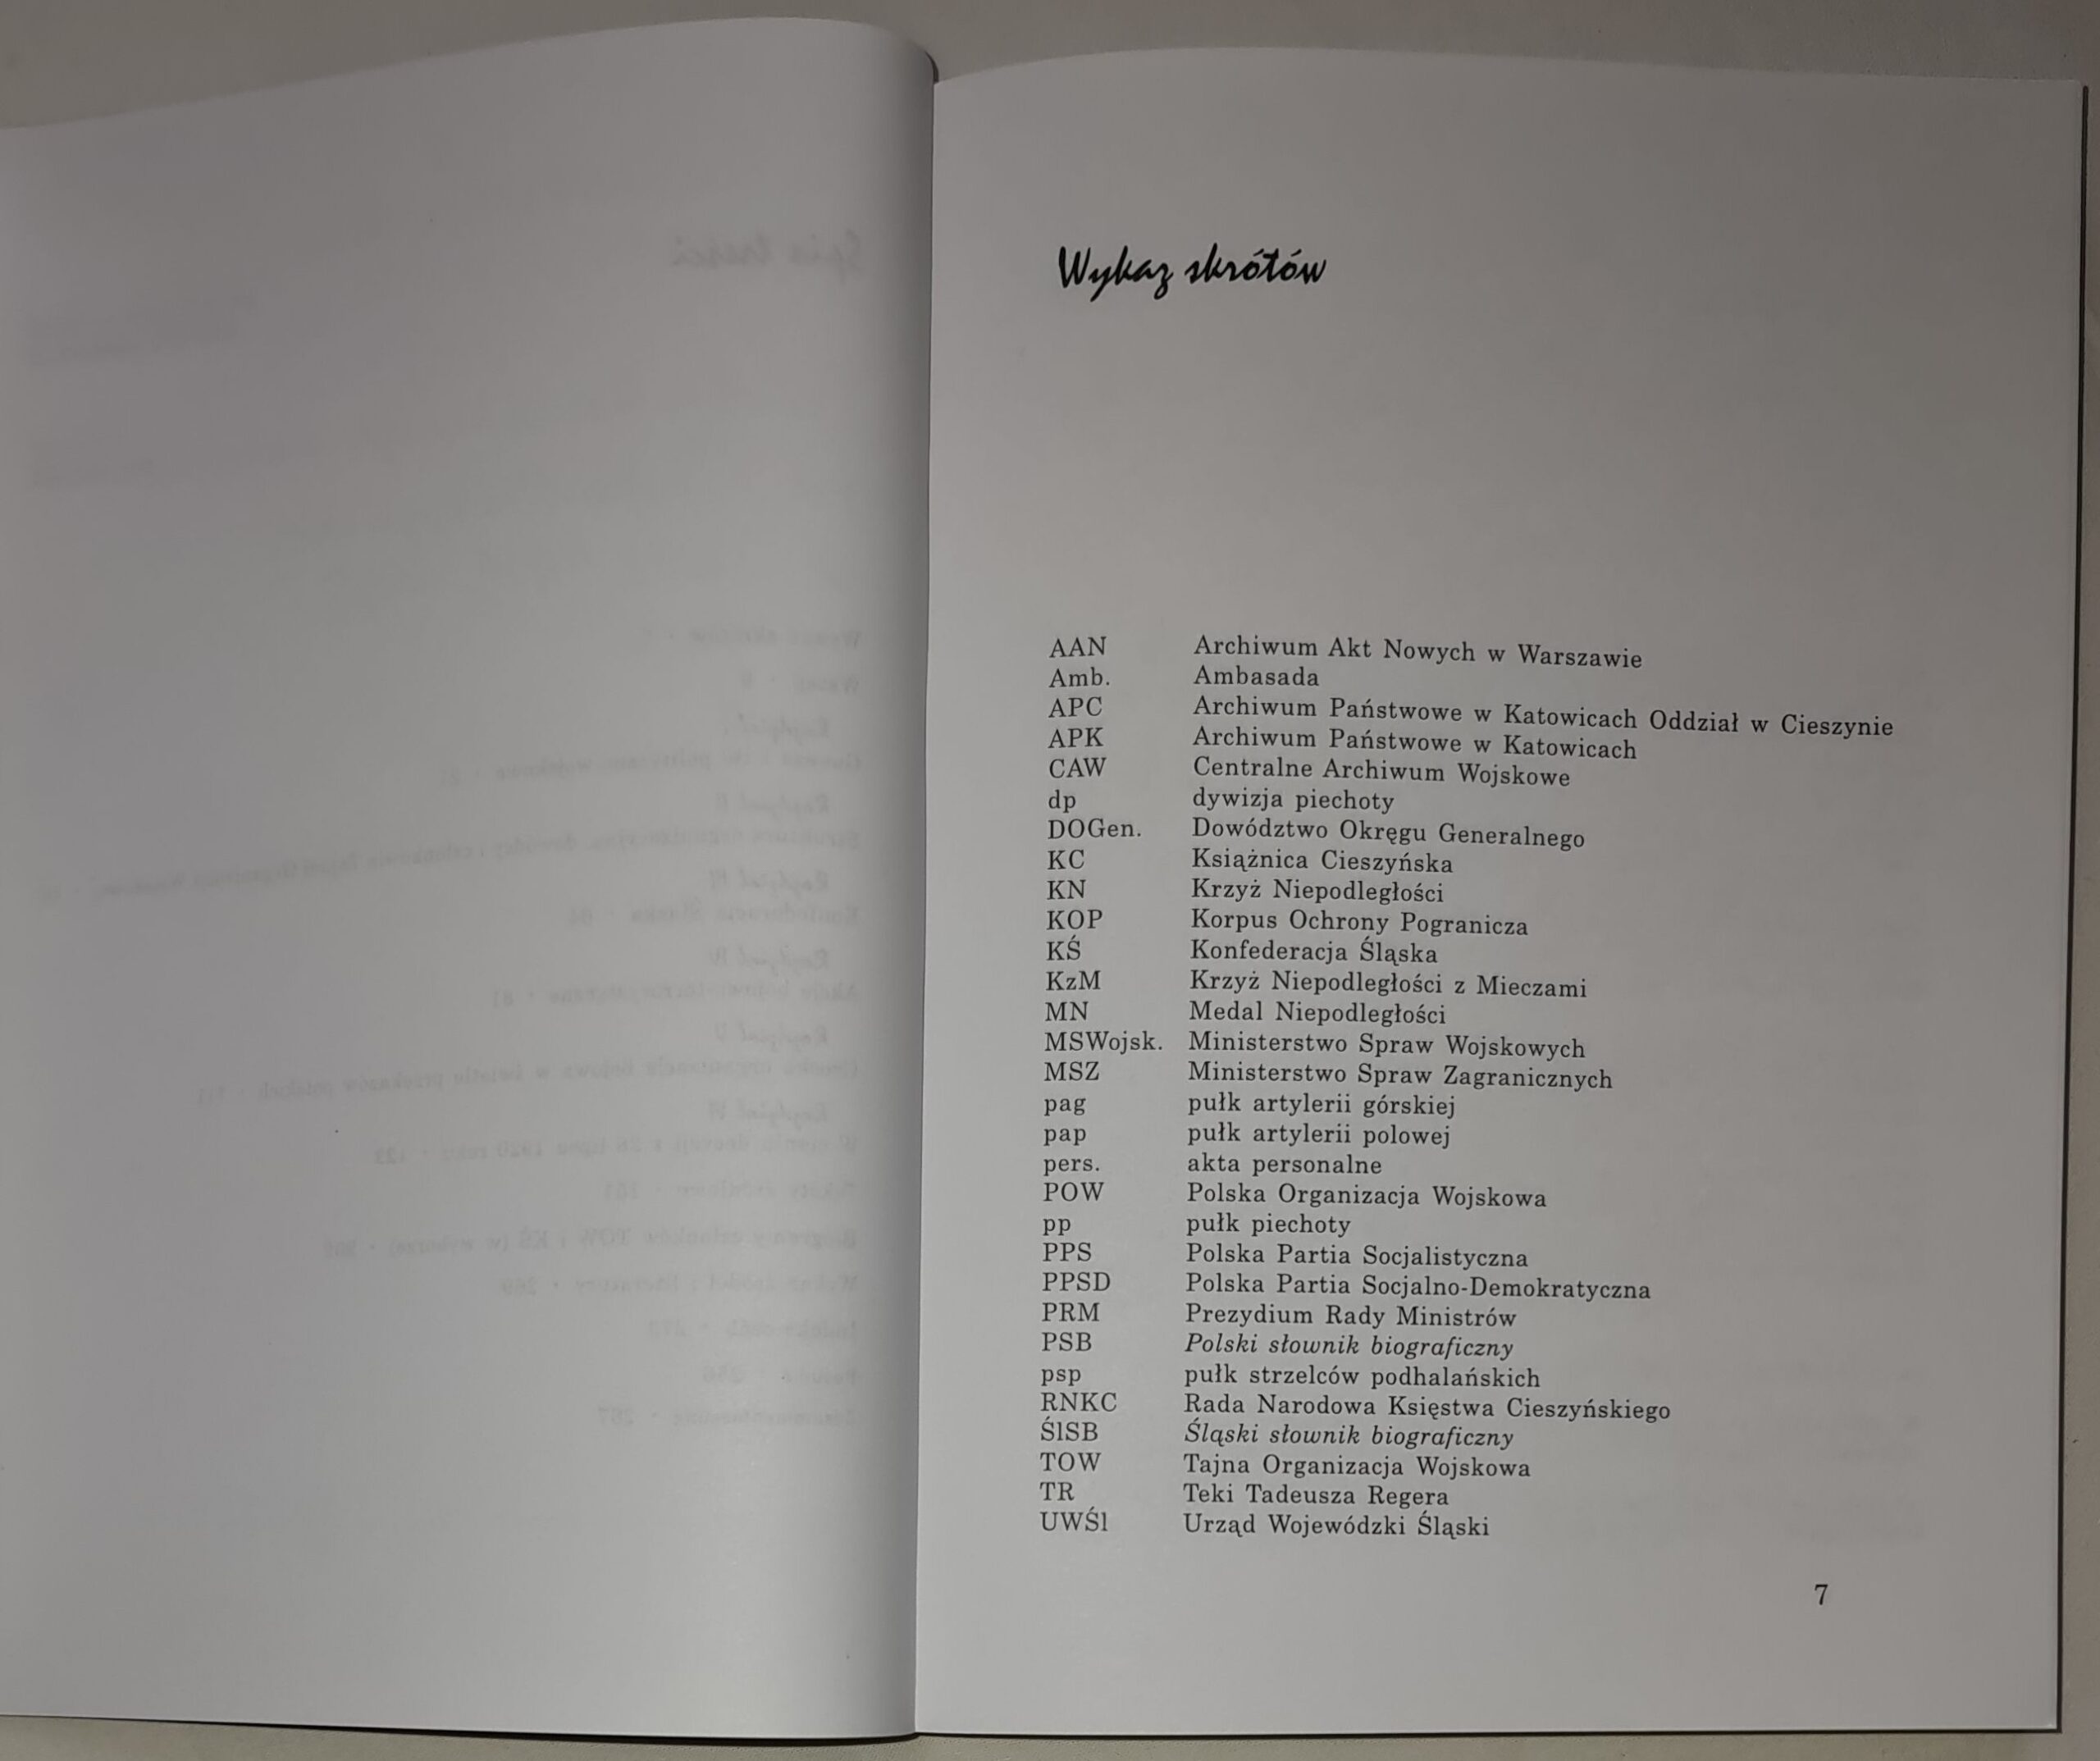 Wykaz skrótów
AAN Archiwum Akt Nowych w Warszawie
Amb. Ambasada
APC Archiwum Państwowe w Katowicach Oddział w Cieszynie
APK Archiwum Państwowe w Katowicach
CAW Centralne Archiwum Wojskowe
dp dywizja piechoty
DOGen. Dowództwo Okręgu Generalnego
KC Książnica Cieszyńska
KN Krzyż Niepodległości
KOP Korpus Ochrony Pogranicza
KŚ Konfederacja Śląska
KzM Krzyż Niepodległości z Mieczami
MN Medal Niepodległości
MSWojsk. Ministerstwo Spraw Wojskowych
MSZ Ministerstwo Spraw Zagranicznych
pag pułk artylerii górskiej
pap pułk artylerii polowej
pers. akta personalne
POW Polska Organizacja Wojskowa
pp pułk piechoty
PPS Polska Partia Socjalistyczna
PPSD Polska Partia Socjalno-Demokratyczna
PRM Prezydium Rady Ministrów
PSB Polski słownik biograficzny
psp pułk strzelców podhalańskich
RNKC Rada Narodowa Księstwa Cieszyńskiego
ŚlSB Śląski słownik biograficzny
TOW Tajna Organizacja Wojskowa
TR Teki Tadeusza Regera
UWŚl Urząd Wojewódzki Śląski
7